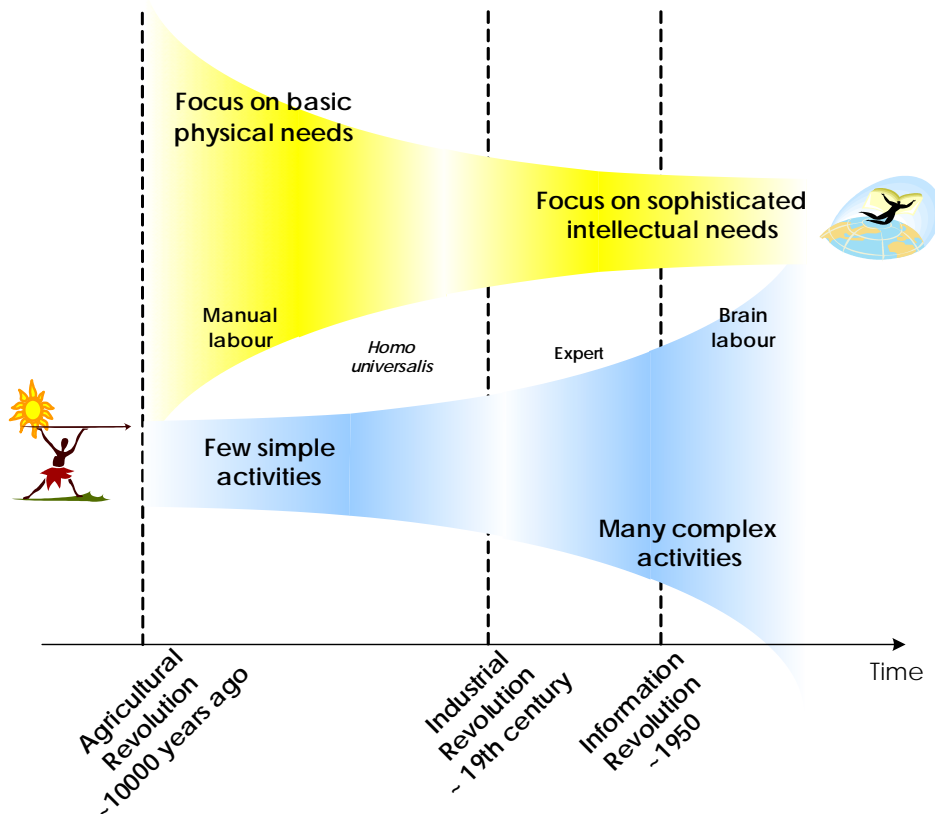 Focus on basic
physical needs
Focus on sophisticated
intellectual needs
Manual
labour
Homo
universalis
Expert
Brain
labour
Few simple
activities
Many complex
activities
Time
Agricultural
Revolution
~10000 years ago
Industrial
Revolution
~ 19th century
Information
Revolution
~1950